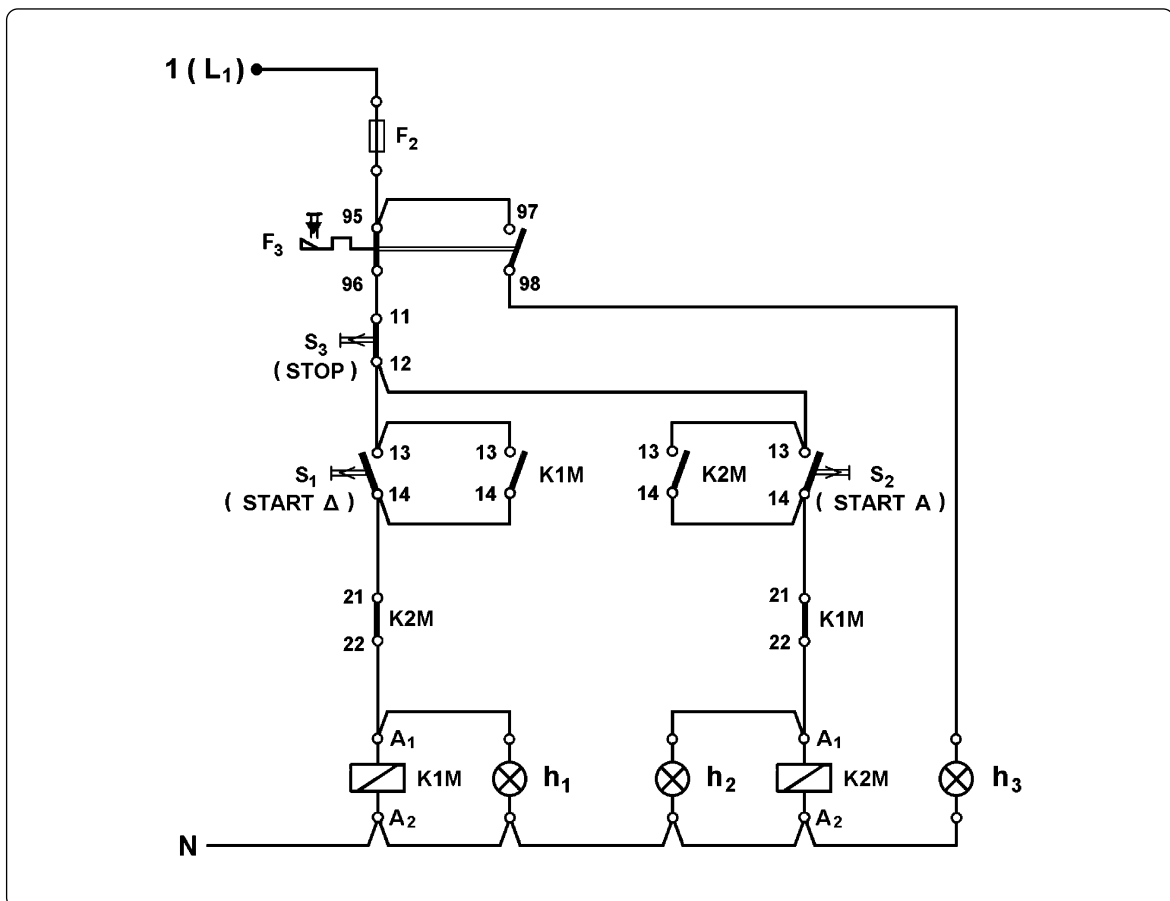 1 ( L₁ )
F₂
95
97
F₃
96
98
11
S₃
12
( STOP )
13
13
13
13
S₁
K1M
K2M
S₂
( START Δ )
14
14
14
14
( START A )
21
21
K2M
K1M
22
22
A₁
A₁
K1M
h₁
h₂
K2M
h₃
A₂
A₂
N